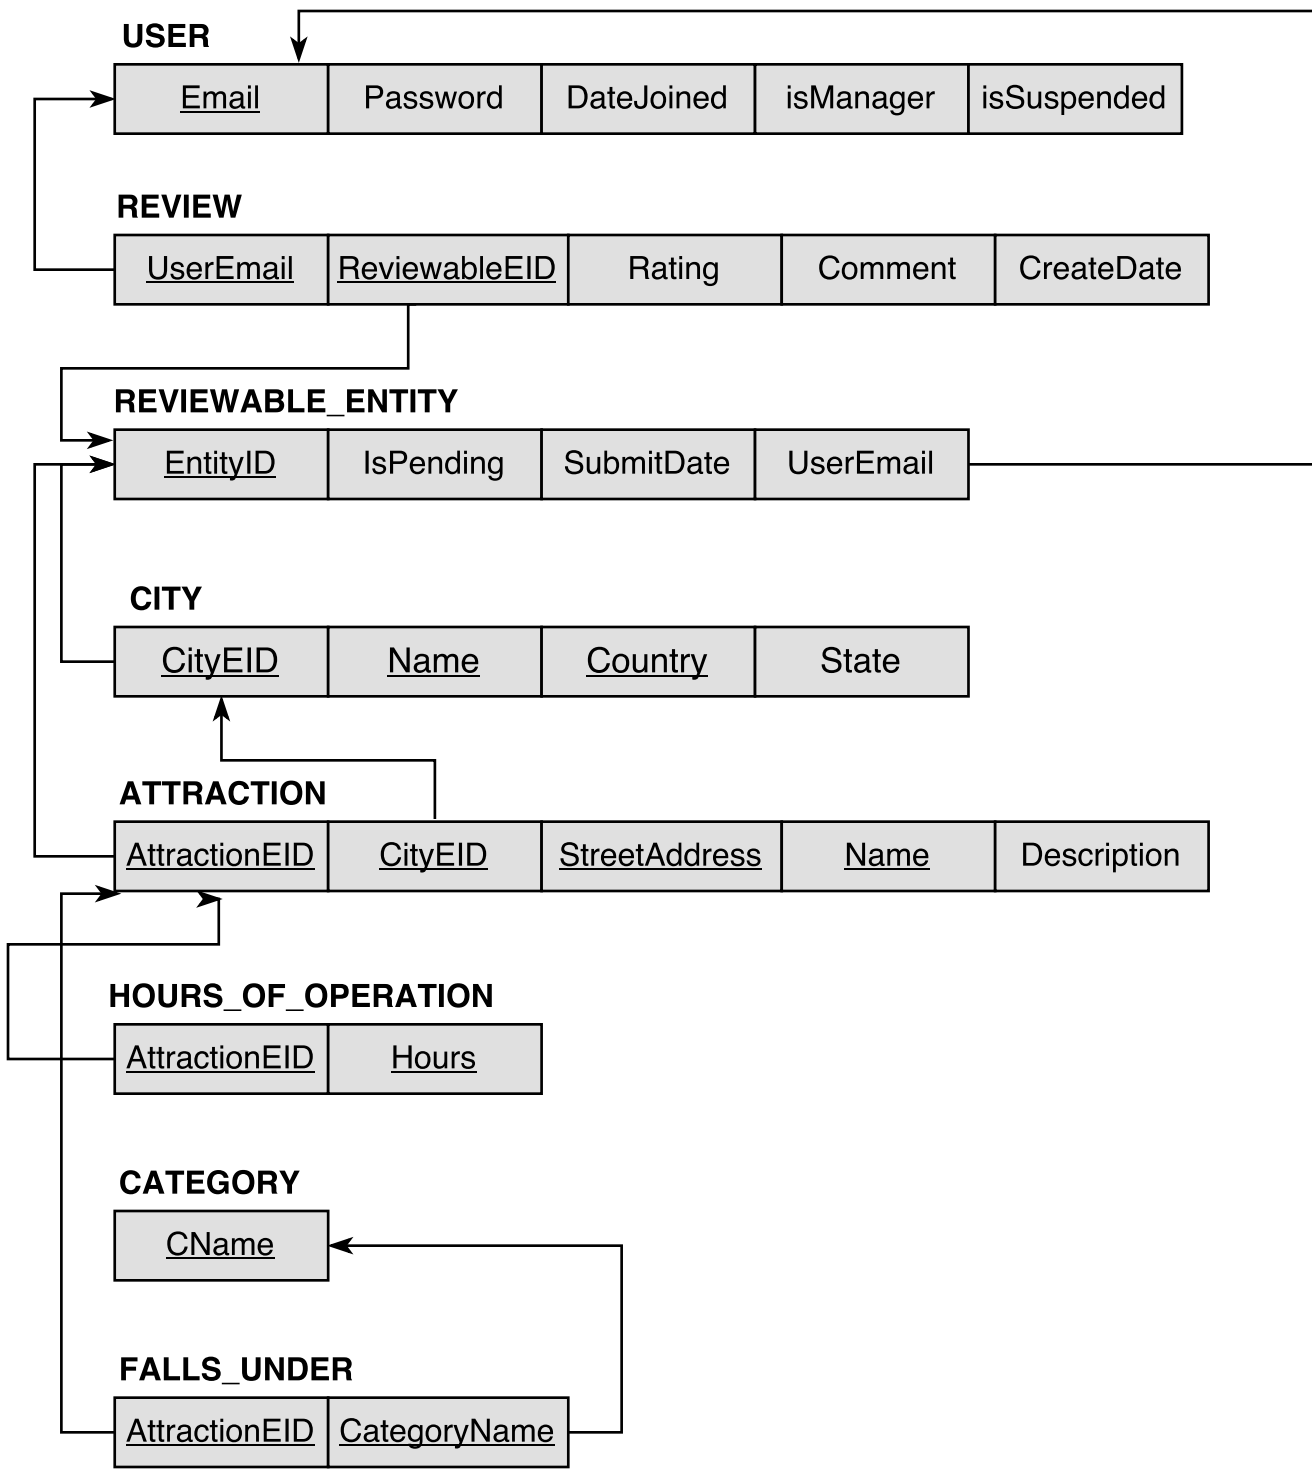 USER
Email Password DateJoined isManager isSuspended
REVIEW
UserEmail ReviewableEID Rating Comment CreateDate
REVIEWABLE_ENTITY
EntityID IsPending SubmitDate UserEmail
CITY
CityEID Name Country State
ATTRACTION
AttractionEID CityEID StreetAddress Name Description
HOURS_OF_OPERATION
AttractionEID Hours
CATEGORY
CName
FALLS_UNDER
AttractionEID CategoryName